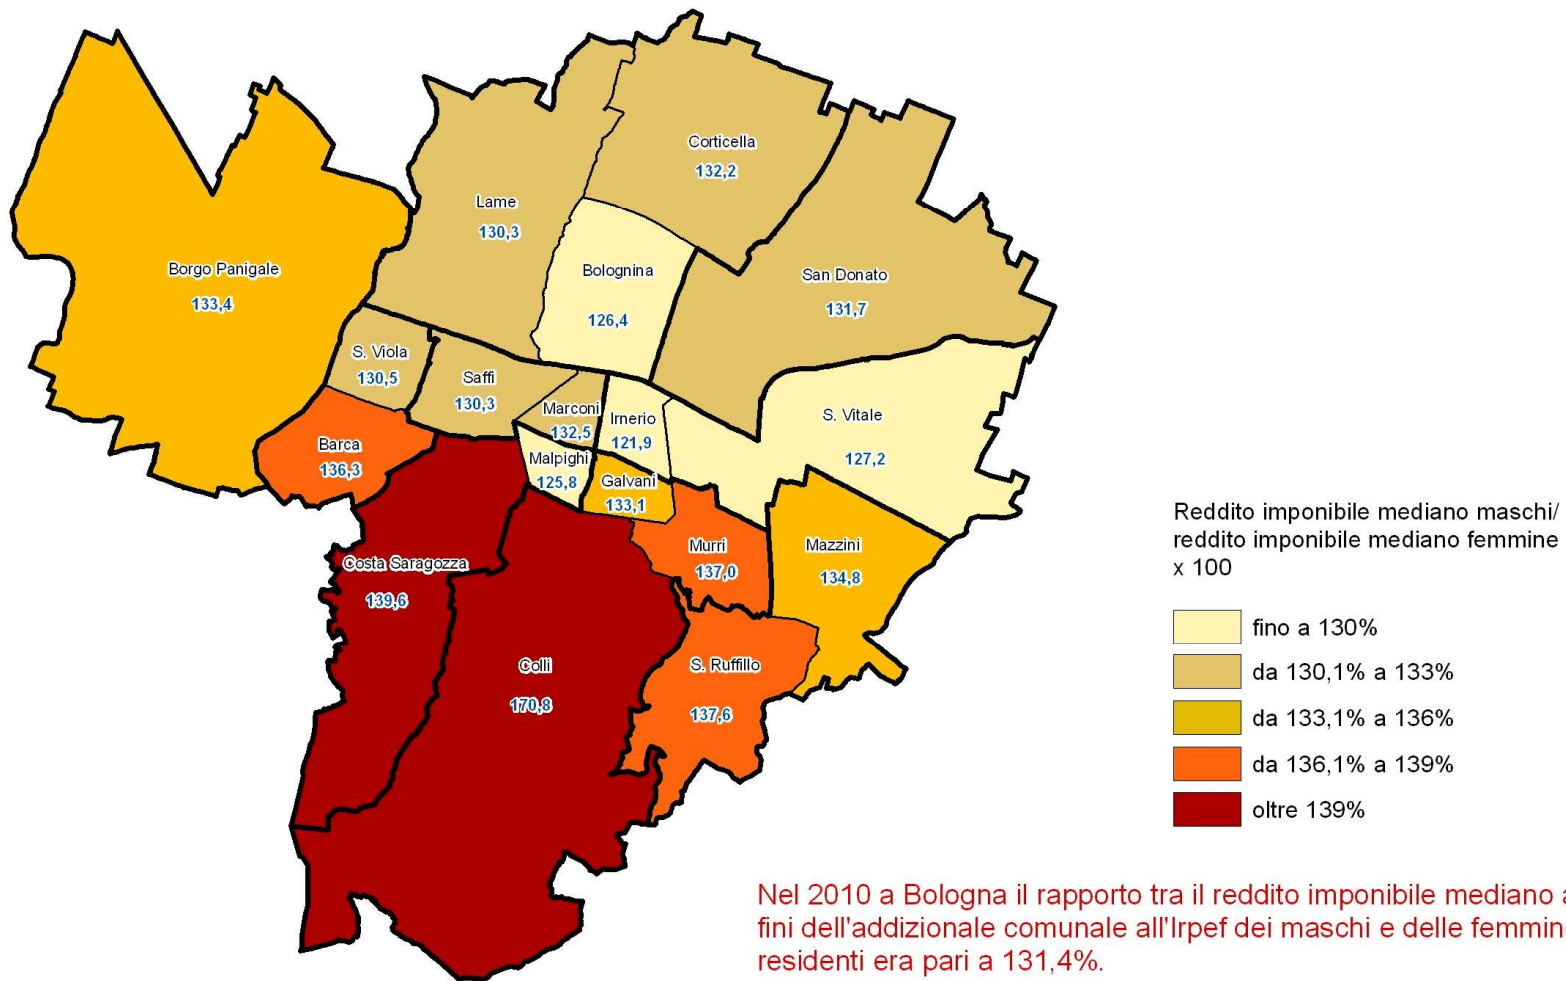 Corticella
132,2
Lame
130,3
Borgo Panigale
133,4
Bolognina
126,4
San Donato
131,7
S. Viola
130,5
Saffi
130,3
Marconi
132,5
Irnerio
121,9
S. Vitale
127,2
Barca
136,3
Malpighi
125,8
Galvani
133,1
Murri
137,0
Mazzini
134,8
Costa Saragozza
139,6
Colli
170,8
S. Ruffillo
137,6
Reddito imponibile mediano maschi/
reddito imponibile mediano femmine
x 100
fino a 130%
da 130,1% a 133%
da 133,1% a 136%
da 136,1% a 139%
oltre 139%
Nel 2010 a Bologna il rapporto tra il reddito imponibile mediano a
fini dell'addizionale comunale all'Irpef dei maschi e delle femmin
residenti era pari a 131,4%.